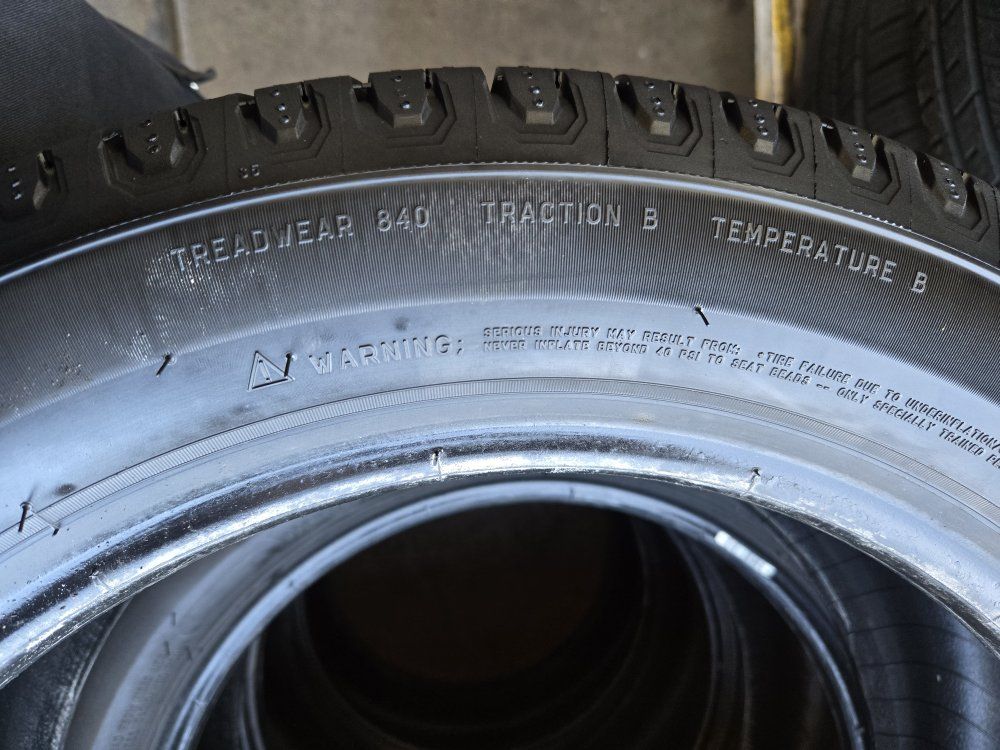 TREADWEAR 840 TRACTION B TEMPERATURE B
WARNING: SERIOUS INJURY MAY RESULT FROM: •TIRE FAILURE DUE TO UNDERINFLATION
NEVER INFLATE BEYOND 40 PSI TO SEAT BEADS -- ONLY SPECIALLY TRAINED